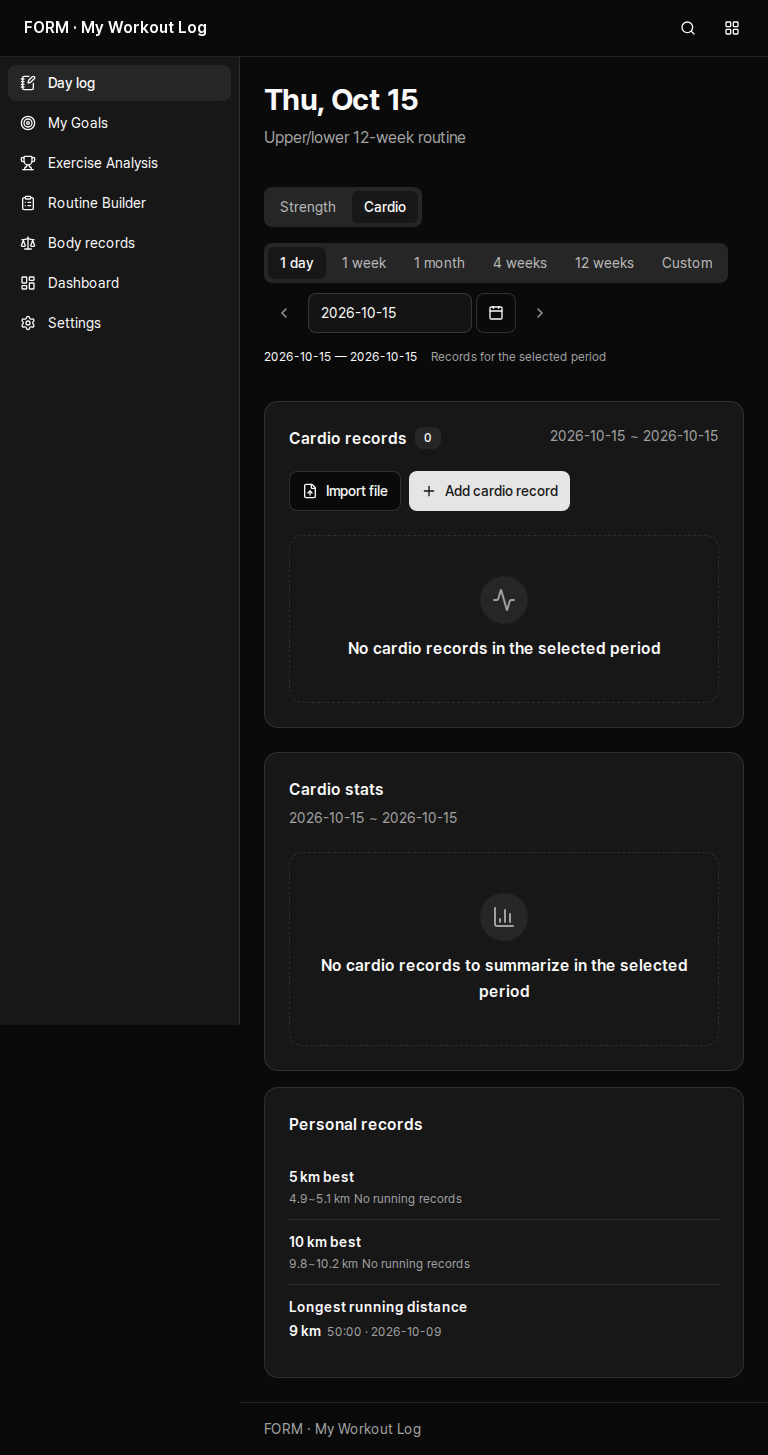 FORM · My Workout Log
Day log
My Goals
Exercise Analysis
Routine Builder
Body records
Dashboard
Settings
Thu, Oct 15
Upper/lower 12-week routine
Strength Cardio
1 day 1 week 1 month 4 weeks 12 weeks Custom
2026-10-15
2026-10-15 — 2026-10-15 Records for the selected period
Cardio records 0 2026-10-15 ~ 2026-10-15
Import file Add cardio record
No cardio records in the selected period
Cardio stats
2026-10-15 ~ 2026-10-15
No cardio records to summarize in the selected
period
Personal records
5 km best
4.9~5.1 km No running records
10 km best
9.8~10.2 km No running records
Longest running distance
9 km 50:00 · 2026-10-09
FORM · My Workout Log